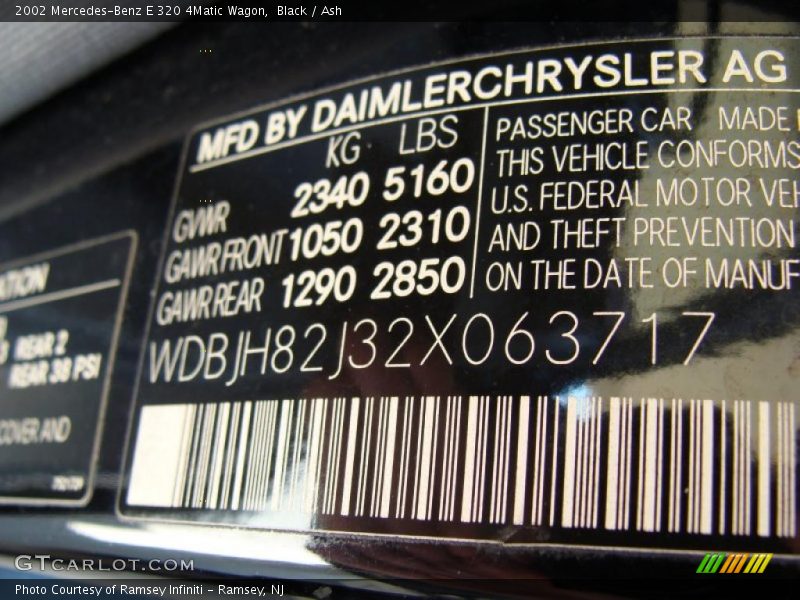 2002 Mercedes-Benz E 320 4Matic Wagon,  Black / Ash
MFD BY DAIMLERCHRYSLER AG
KG LBS
GVWR 2340 5160
GAWR FRONT 1050 2310
GAWR REAR 1290 2850
PASSENGER CAR MADE
THIS VEHICLE CONFORMS
U.S. FEDERAL MOTOR VEH
AND THEFT PREVENTION
ON THE DATE OF MANUF
WDBJH82J32X063717
REAR 2
REAR 38 PSI
COVER AND
GTCARLOT.COM
Photo Courtesy of Ramsey Infiniti - Ramsey, NJ